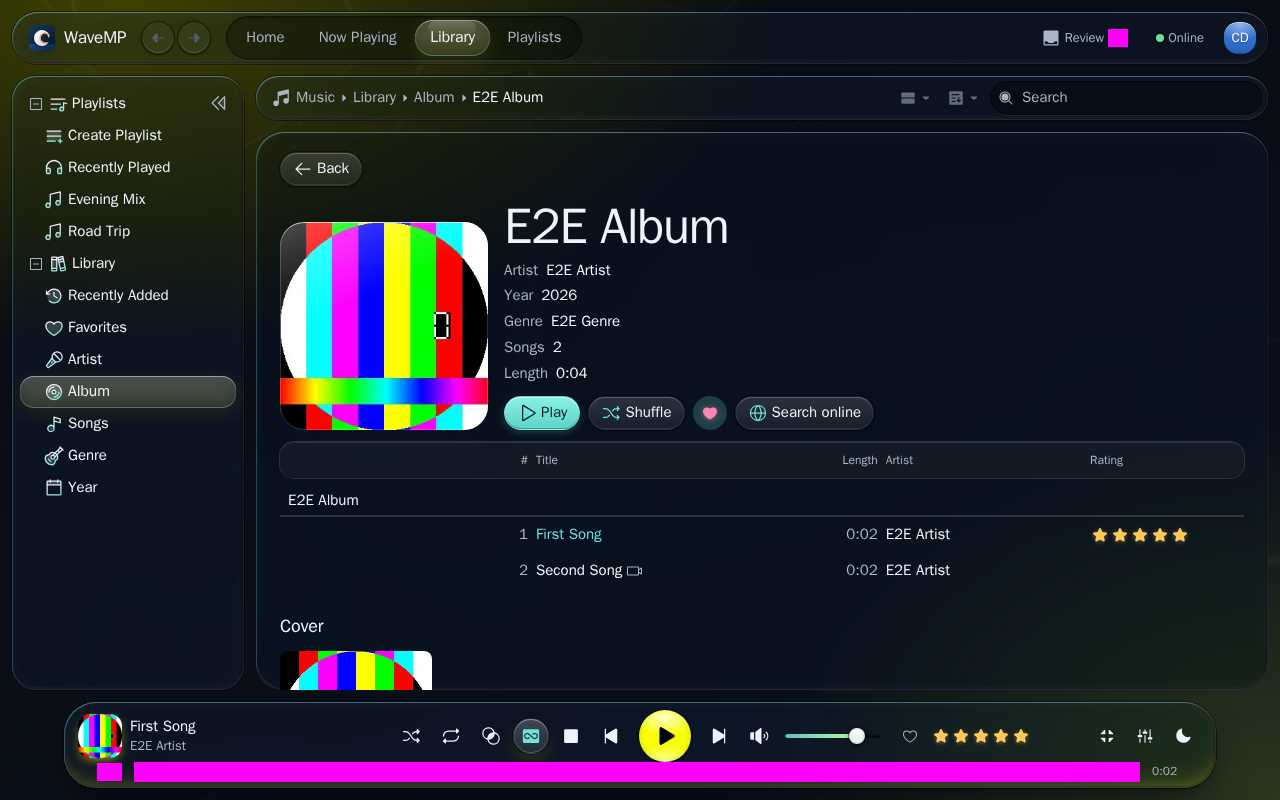 WaveMP
Home
Now Playing
Library
Playlists
Review
Online
CD
Playlists
Create Playlist
Recently Played
Evening Mix
Road Trip
Library
Recently Added
Favorites
Artist
Album
Songs
Genre
Year
Music Library Album E2E Album
Search
Back
E2E Album
Artist E2E Artist
Year 2026
Genre E2E Genre
Songs 2
Length 0:04
Play
Shuffle
Search online
# Title Length Artist Rating
E2E Album
1 First Song 0:02 E2E Artist
2 Second Song 0:02 E2E Artist
Cover
First Song
E2E Artist
0:02